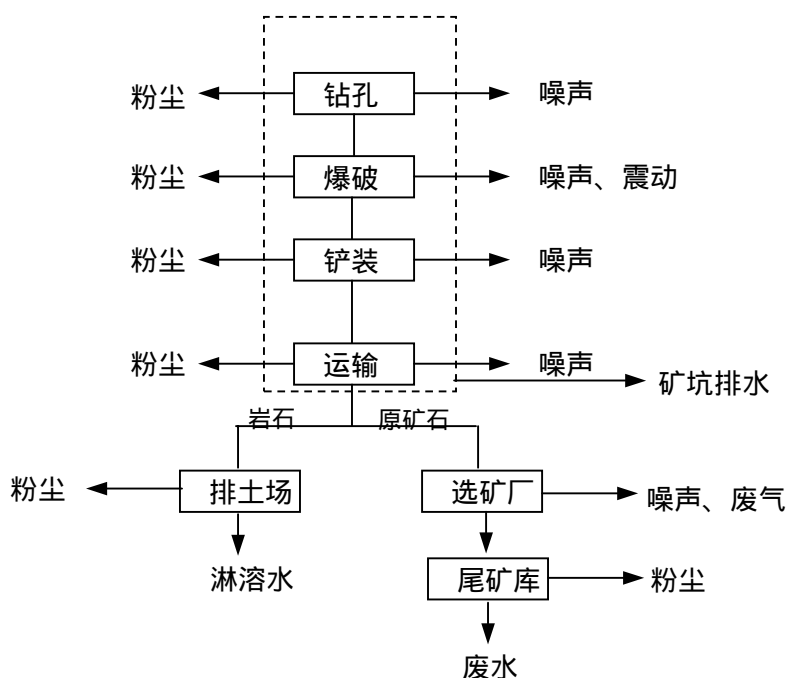 粉尘 钻孔 噪声
粉尘 爆破 噪声、震动
粉尘 铲装 噪声
粉尘 运输 噪声
矿坑排水
岩石 原矿石
粉尘 排土场 选矿厂 噪声、废气
淋溶水 尾矿库 粉尘
废水